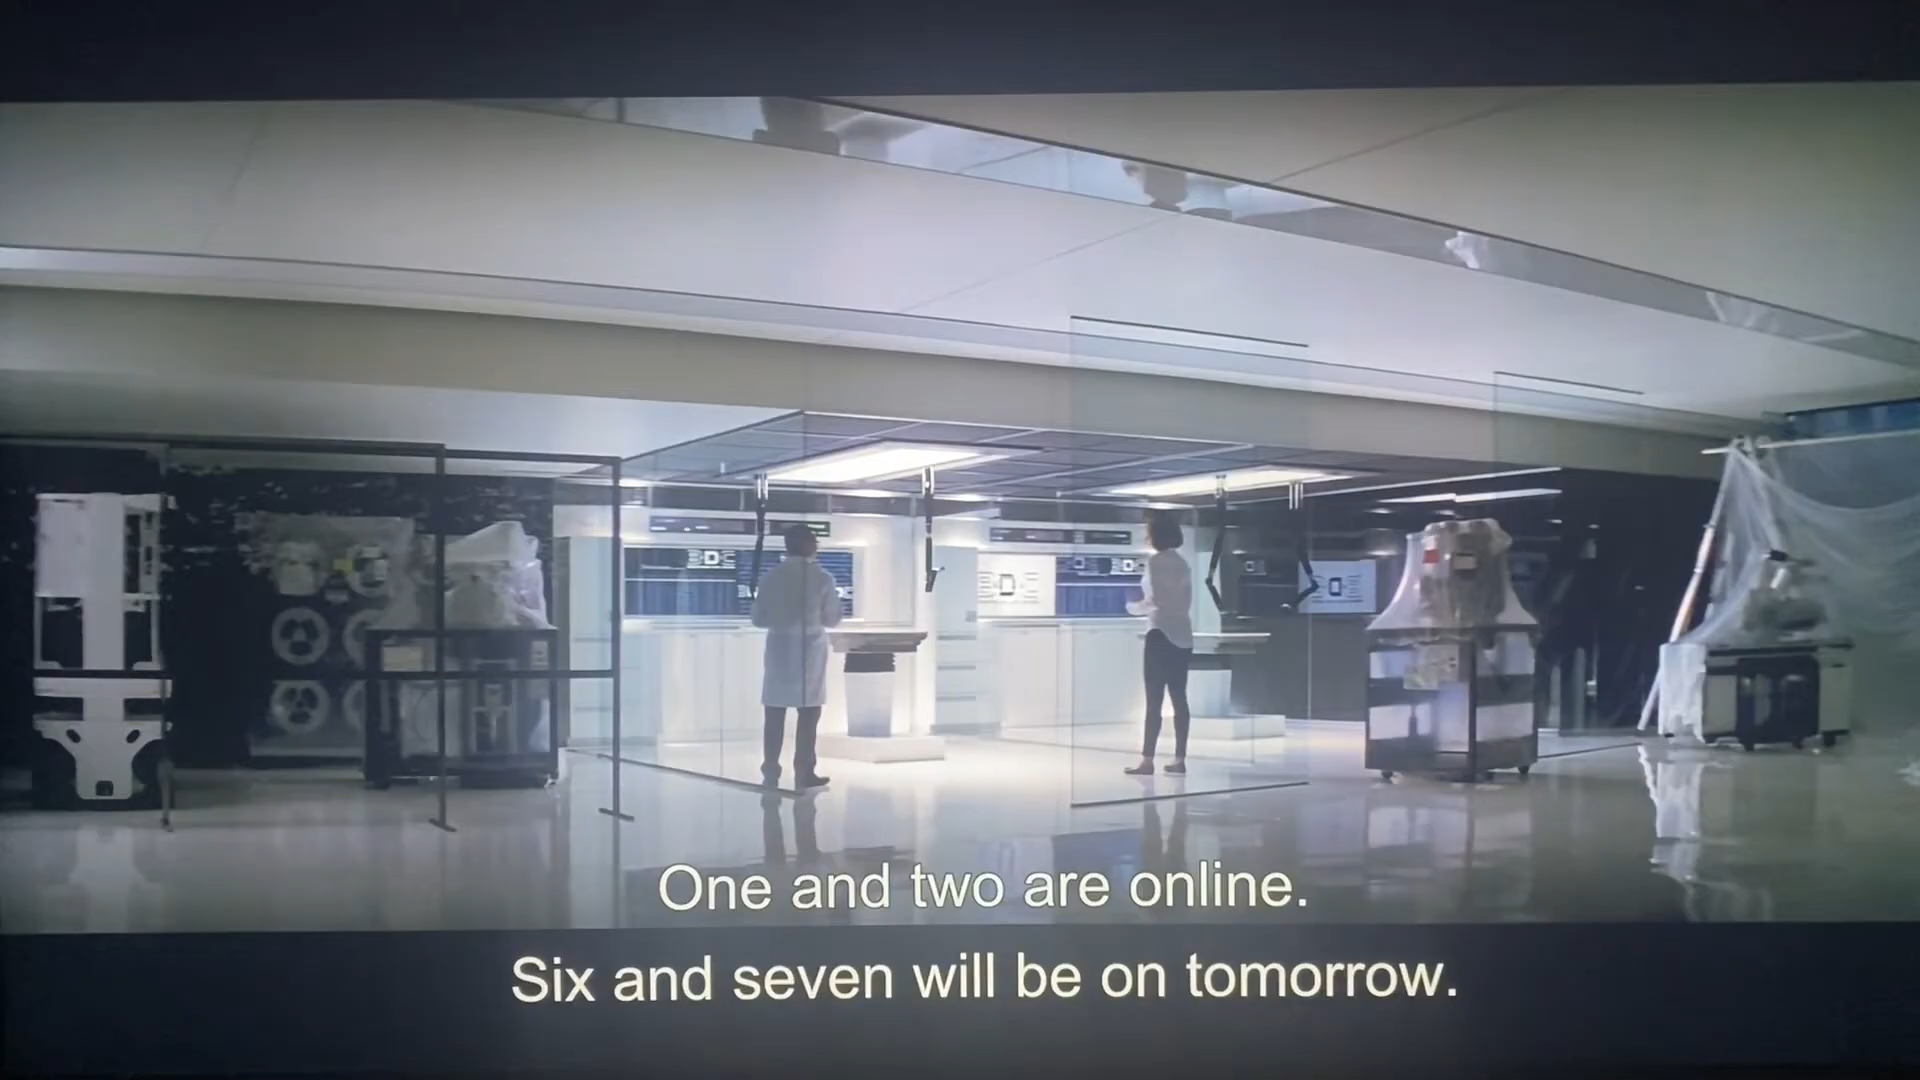 One and two are online.
Six and seven will be on tomorrow.